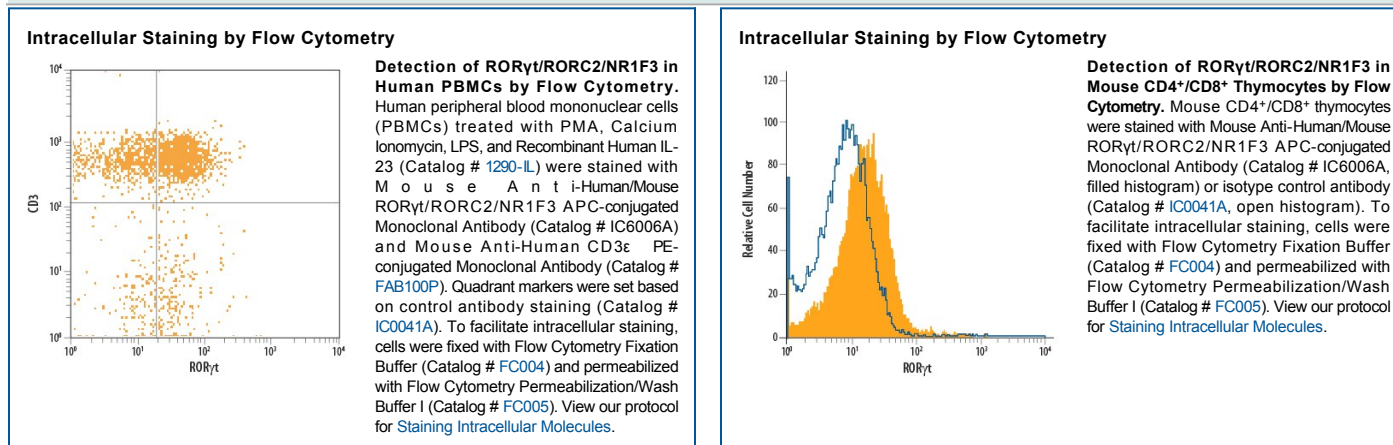 Intracellular Staining by Flow Cytometry
10⁴
10³
10²
10¹
10⁰
CD3
10⁰ 10¹ 10² 10³ 10⁴
RORγt
Detection of RORγt/RORC2/NR1F3 in
Human PBMCs by Flow Cytometry.
Human peripheral blood mononuclear cells
(PBMCs) treated with PMA, Calcium
Ionomycin, LPS, and Recombinant Human IL-
23 (Catalog # 1290-IL) were stained with
M o u s e A n t i-Human/Mouse
RORγt/RORC2/NR1F3 APC-conjugated
Monoclonal Antibody (Catalog # IC6006A)
and Mouse Anti-Human CD3ε PE-
conjugated Monoclonal Antibody (Catalog #
FAB100P). Quadrant markers were set based
on control antibody staining (Catalog #
IC0041A). To facilitate intracellular staining,
cells were fixed with Flow Cytometry Fixation
Buffer (Catalog # FC004) and permeabilized
with Flow Cytometry Permeabilization/Wash
Buffer I (Catalog # FC005). View our protocol
for Staining Intracellular Molecules.
Intracellular Staining by Flow Cytometry
120
100
80
60
40
20
0
Relative Cell Number
10⁰ 10¹ 10² 10³ 10⁴
RORγt
Detection of RORγt/RORC2/NR1F3 in
Mouse CD4⁺/CD8⁺ Thymocytes by Flow
Cytometry. Mouse CD4⁺/CD8⁺ thymocytes
were stained with Mouse Anti-Human/Mouse
RORγt/RORC2/NR1F3 APC-conjugated
Monoclonal Antibody (Catalog # IC6006A,
filled histogram) or isotype control antibody
(Catalog # IC0041A, open histogram). To
facilitate intracellular staining, cells were
fixed with Flow Cytometry Fixation Buffer
(Catalog # FC004) and permeabilized with
Flow Cytometry Permeabilization/Wash
Buffer I (Catalog # FC005). View our protocol
for Staining Intracellular Molecules.